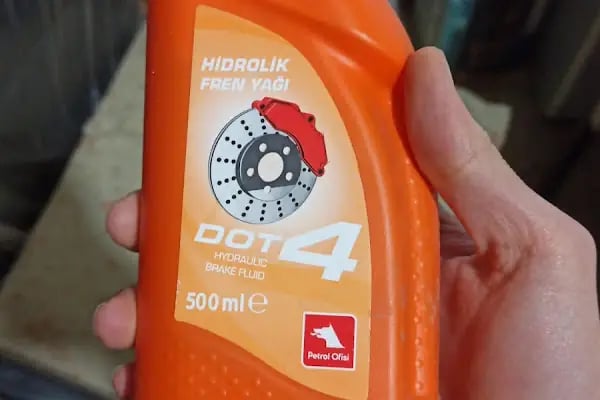 HİDROLİK
FREN YAĞI
DOT 4
HYDRAULIC
BRAKE FLUID
500 ml e
Petrol Ofisi